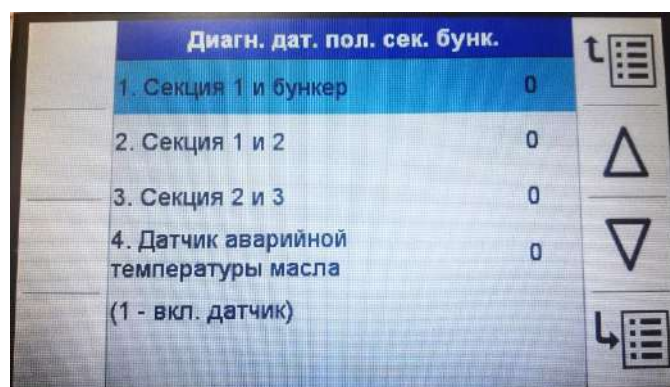 Диагн. дат. пол. сек. бунк.
1. Секция 1 и бункер 0
2. Секция 1 и 2 0
3. Секция 2 и 3 0
4. Датчик аварийной
температуры масла 0
(1 - вкл. датчик)